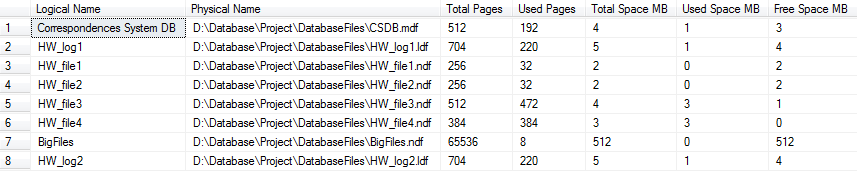 Logical Name Physical Name Total Pages Used Pages Total Space MB Used Space MB Free Space MB
1 Correspondences System DB D:\Database\Project\DatabaseFiles\CSDB.mdf 512 192 4 1 3
2 HW_log1 D:\Database\Project\DatabaseFiles\HW_log1.ldf 704 220 5 1 4
3 HW_file1 D:\Database\Project\DatabaseFiles\HW_file1.ndf 256 32 2 0 2
4 HW_file2 D:\Database\Project\DatabaseFiles\HW_file2.ndf 256 32 2 0 2
5 HW_file3 D:\Database\Project\DatabaseFiles\HW_file3.ndf 512 472 4 3 1
6 HW_file4 D:\Database\Project\DatabaseFiles\HW_file4.ndf 384 384 3 3 0
7 BigFiles D:\Database\Project\DatabaseFiles\BigFiles.ndf 65536 8 512 0 512
8 HW_log2 D:\Database\Project\DatabaseFiles\HW_log2.ldf 704 220 5 1 4